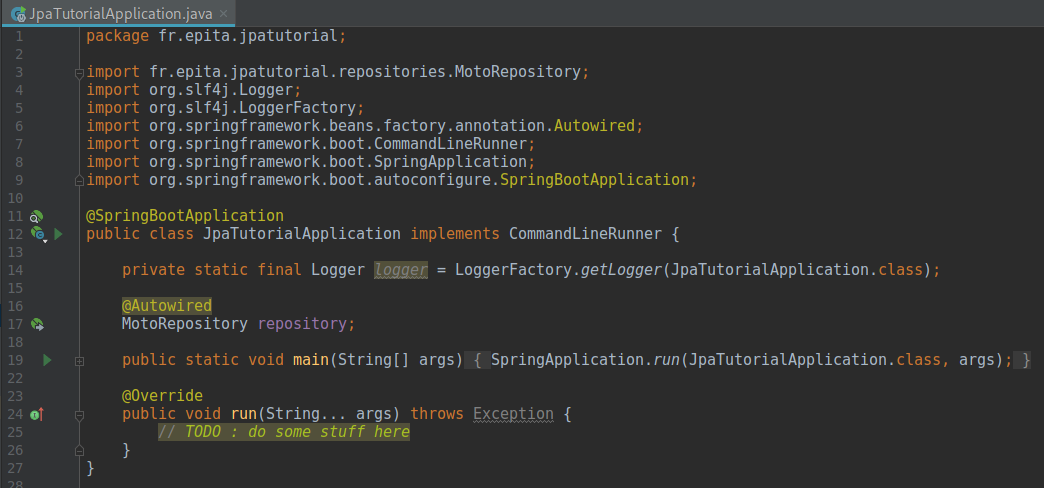 JpaTutorialApplication.java
1 package fr.epita.jpatutorial;
2
3 import fr.epita.jpatutorial.repositories.MotoRepository;
4 import org.slf4j.Logger;
5 import org.slf4j.LoggerFactory;
6 import org.springframework.beans.factory.annotation.Autowired;
7 import org.springframework.boot.CommandLineRunner;
8 import org.springframework.boot.SpringApplication;
9 import org.springframework.boot.autoconfigure.SpringBootApplication;
10
11 @SpringBootApplication
12 public class JpaTutorialApplication implements CommandLineRunner {
13
14 private static final Logger logger = LoggerFactory.getLogger(JpaTutorialApplication.class);
15
16 @Autowired
17 MotoRepository repository;
18
19 public static void main(String[] args) { SpringApplication.run(JpaTutorialApplication.class, args); }
22
23 @Override
24 public void run(String... args) throws Exception {
25 // TODO : do some stuff here
26 }
27 }
28